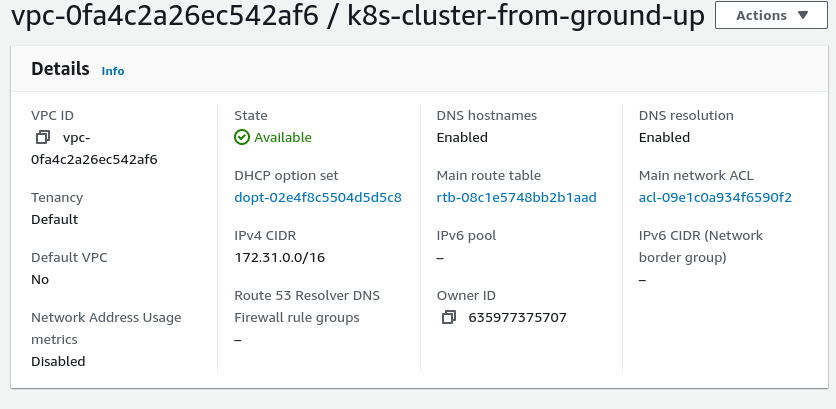 vpc-0fa4c2a26ec542af6 / k8s-cluster-from-ground-up
Actions
Details Info
VPC ID
vpc-
0fa4c2a26ec542af6
Tenancy
Default
Default VPC
No
Network Address Usage
metrics
Disabled
State
Available
DHCP option set
dopt-02e4f8c5504d5d5c8
IPv4 CIDR
172.31.0.0/16
Route 53 Resolver DNS
Firewall rule groups
–
DNS hostnames
Enabled
Main route table
rtb-08c1e5748bb2b1aad
IPv6 pool
–
Owner ID
635977375707
DNS resolution
Enabled
Main network ACL
acl-09e1c0a934f6590f2
IPv6 CIDR (Network
border group)
–